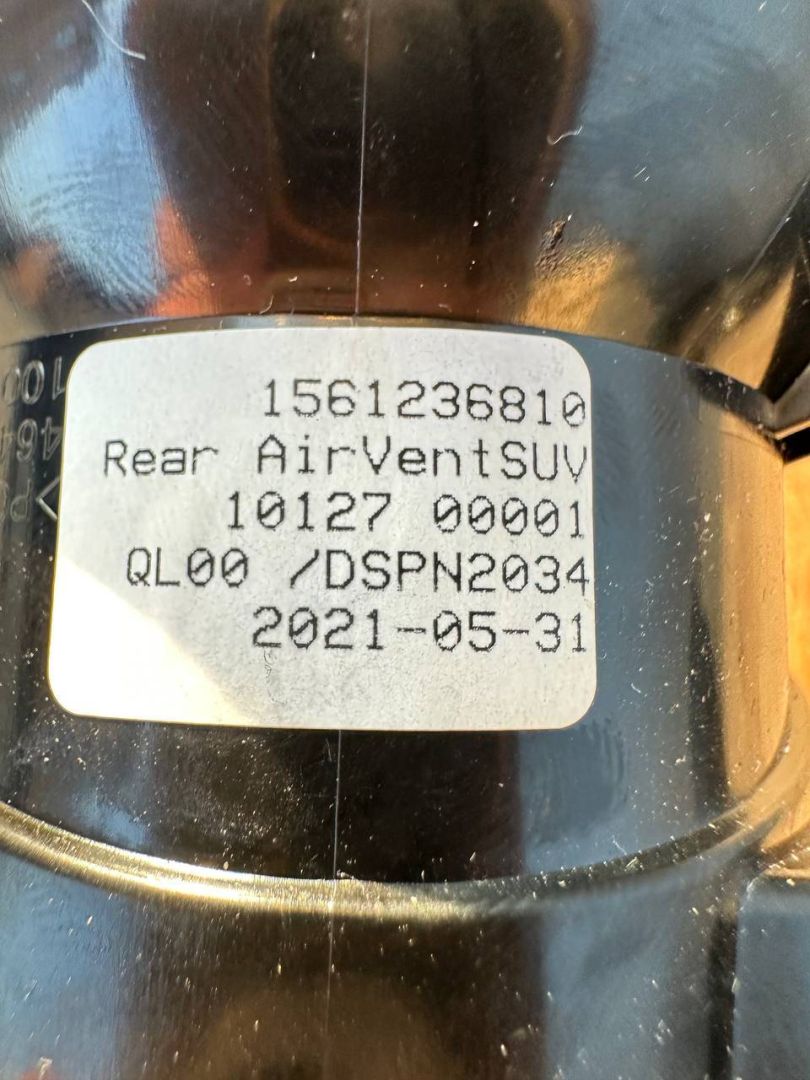 1561236810
Rear AirVentSUV
10127 00001
QL00 /DSPN2034
2021-05-31